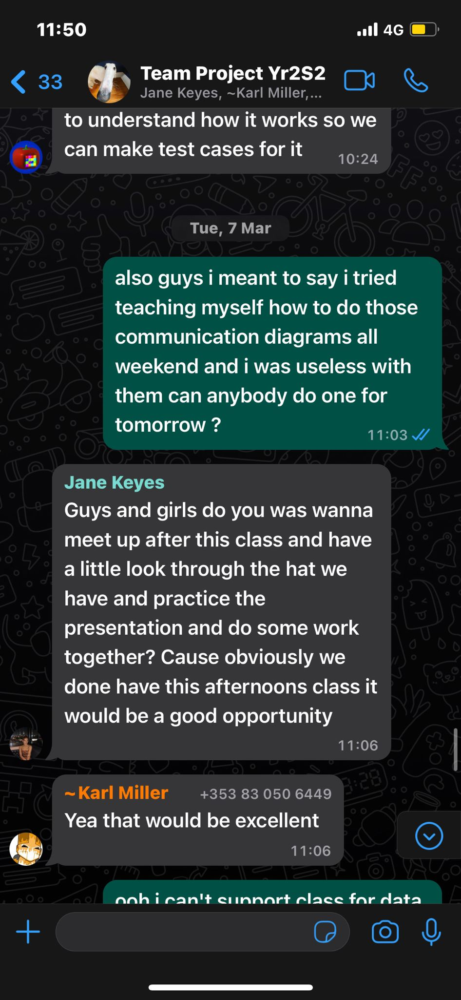 11:50
4G
33
Team Project Yr2S2
Jane Keyes, ~Karl Miller,...
to understand how it works so we
can make test cases for it
10:24
Tue, 7 Mar
also guys i meant to say i tried
teaching myself how to do those
communication diagrams all
weekend and i was useless with
them can anybody do one for
tomorrow ?
11:03
Jane Keyes
Guys and girls do you was wanna
meet up after this class and have
a little look through the hat we
have and practice the
presentation and do some work
together? Cause obviously we
done have this afternoons class it
would be a good opportunity
11:06
~Karl Miller +353 83 050 6449
Yea that would be excellent
11:06
ooh i can't support class for data